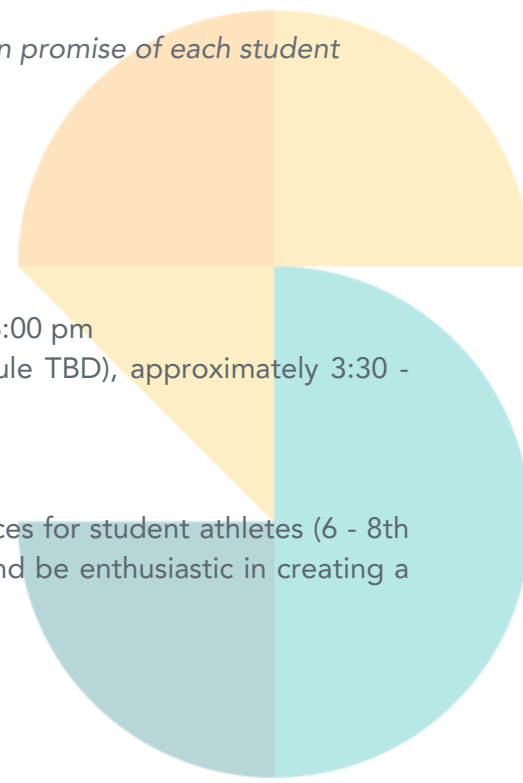 n promise of each student
:00 pm
ule TBD), approximately 3:30 -
ces for student athletes (6 - 8th
nd be enthusiastic in creating a